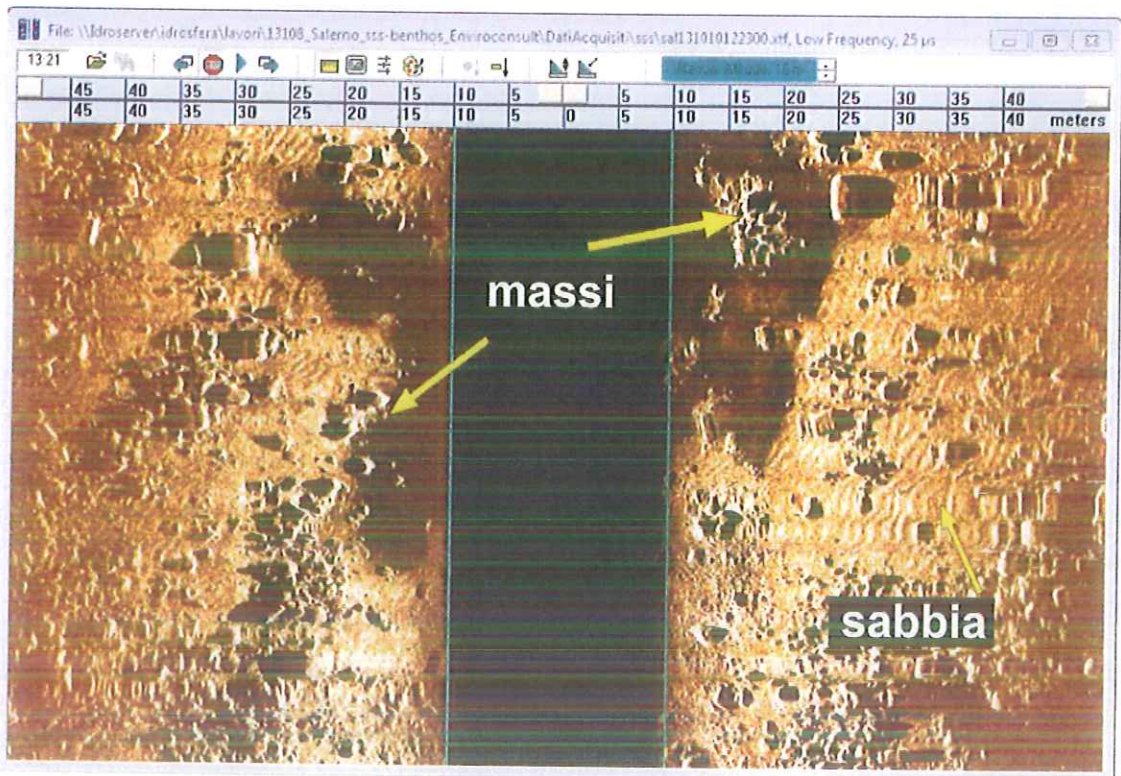 File: \\Idroserver\idrosfera\lavori\13108_Salerno_sss-benthos_Enviroconsult\DatiAcquisiti\sss\sal131010122300.xtf, Low Frequency, 25 µs
13:21
45 40 35 30 25 20 15 10 5 5 10 15 20 25 30 35 40
45 40 35 30 25 20 15 10 5 0 5 10 15 20 25 30 35 40 meters
massi
sabbia